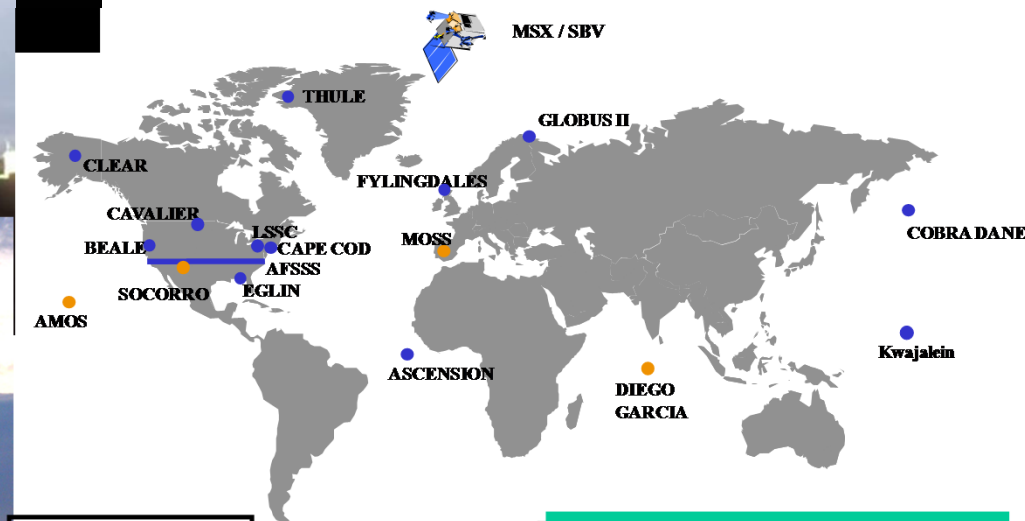 MSX / SBV
THULE
GLOBUS II
CLEAR
FYLINGDALES
CAVALIER
COBRA DANE
BEALE
LSSC
CAPE COD
MOSS
AFSSS
SOCORRO
EGLIN
AMOS
Kwajalein
ASCENSION
DIEGO
GARCIA